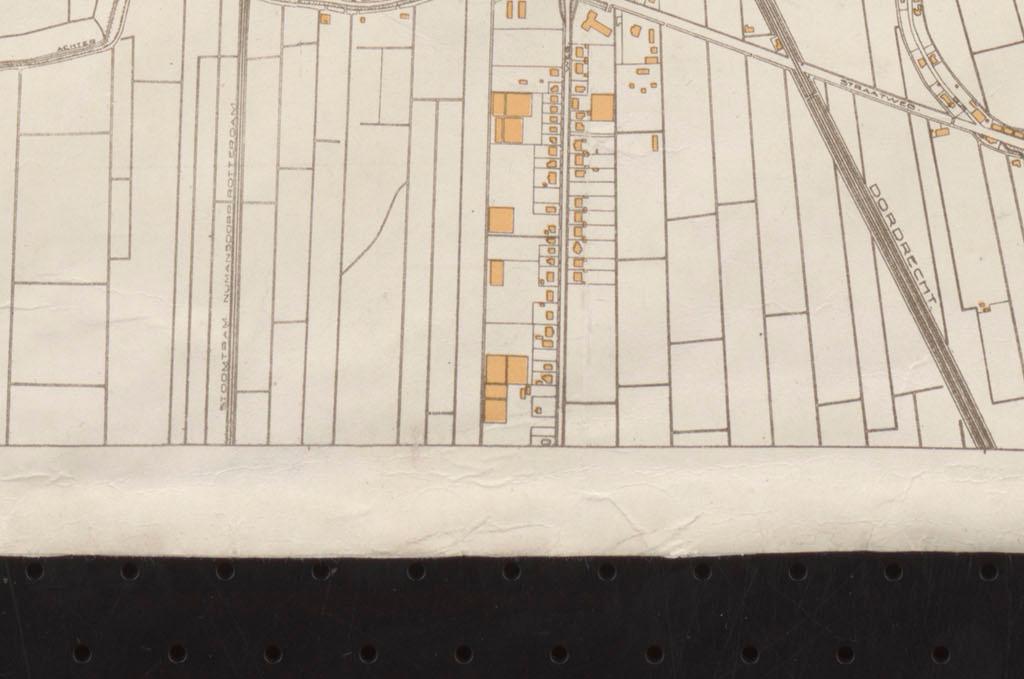 ACHTER
STRAATWEG
STOOMTRAM NUMANSDORP ROTTERDAM
DORDRECHT